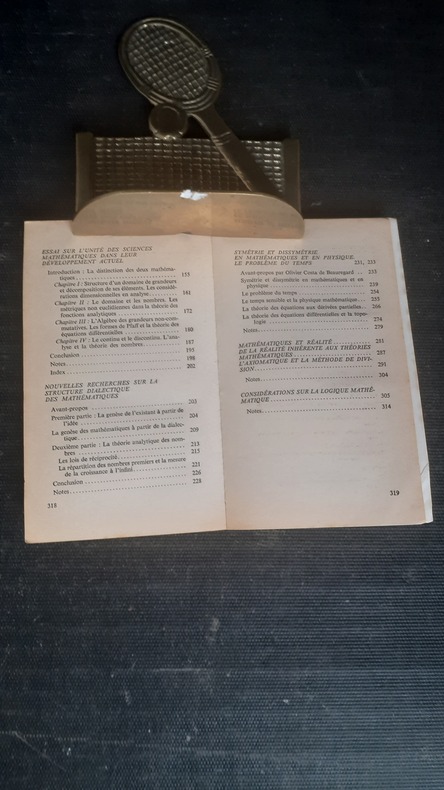 ESSAI SUR L'UNITÉ DES SCIENCES
MATHÉMATIQUES DANS LEUR
DÉVELOPPEMENT ACTUEL
Introduction : La distinction des deux mathéma-
tiques 155
Chapitre I : Structure d'un domaine de grandeurs
et décomposition de ses éléments. Les considé-
rations dimensionnelles en analyse 161
Chapitre II : Le domaine et les nombres. Les
métriques non euclidiennes dans la théorie des
fonctions analytiques 172
Chapitre III : L'Algèbre des grandeurs non-com-
mutatives. Les formes de Pfaff et la théorie des
équations différentielles 180
Chapitre IV : Le continu et le discontinu. L'ana-
lyse et la théorie des nombres 187
Conclusion 195
Notes 198
Index 202
NOUVELLES RECHERCHES SUR LA
STRUCTURE DIALECTIQUE
DES MATHÉMATIQUES
Avant-propos 203
Première partie : La genèse de l'existant à partir de
l'idée 204
La genèse des mathématiques à partir de la dialec-
tique 209
Deuxième partie : La théorie analytique des nom-
bres 213
Les lois de réciprocité 215
La répartition des nombres premiers et la mesure
de la croissance à l'infini 221
Conclusion 226
Notes 228
318
SYMÉTRIE ET DISSYMÉTRIE
EN MATHÉMATIQUES ET EN PHYSIQUE.
LE PROBLÈME DU TEMPS 231, 233
Avant-propos par Olivier Costa de Beauregard 233
Symétrie et dissymétrie en mathématiques et en
physique 239
Le problème du temps 254
Le temps sensible et la physique mathématique 255
La théorie des équations aux dérivées partielles 266
La théorie des équations différentielles et la topo-
logie 274
Notes 279
MATHÉMATIQUES ET RÉALITÉ 281
DE LA RÉALITÉ INHÉRENTE AUX THÉORIES
MATHÉMATIQUES 287
L'AXIOMATIQUE ET LA MÉTHODE DE DIVI-
SION 291
Notes 304
CONSIDÉRATIONS SUR LA LOGIQUE MATHÉ-
MATIQUE 305
Notes 314
319